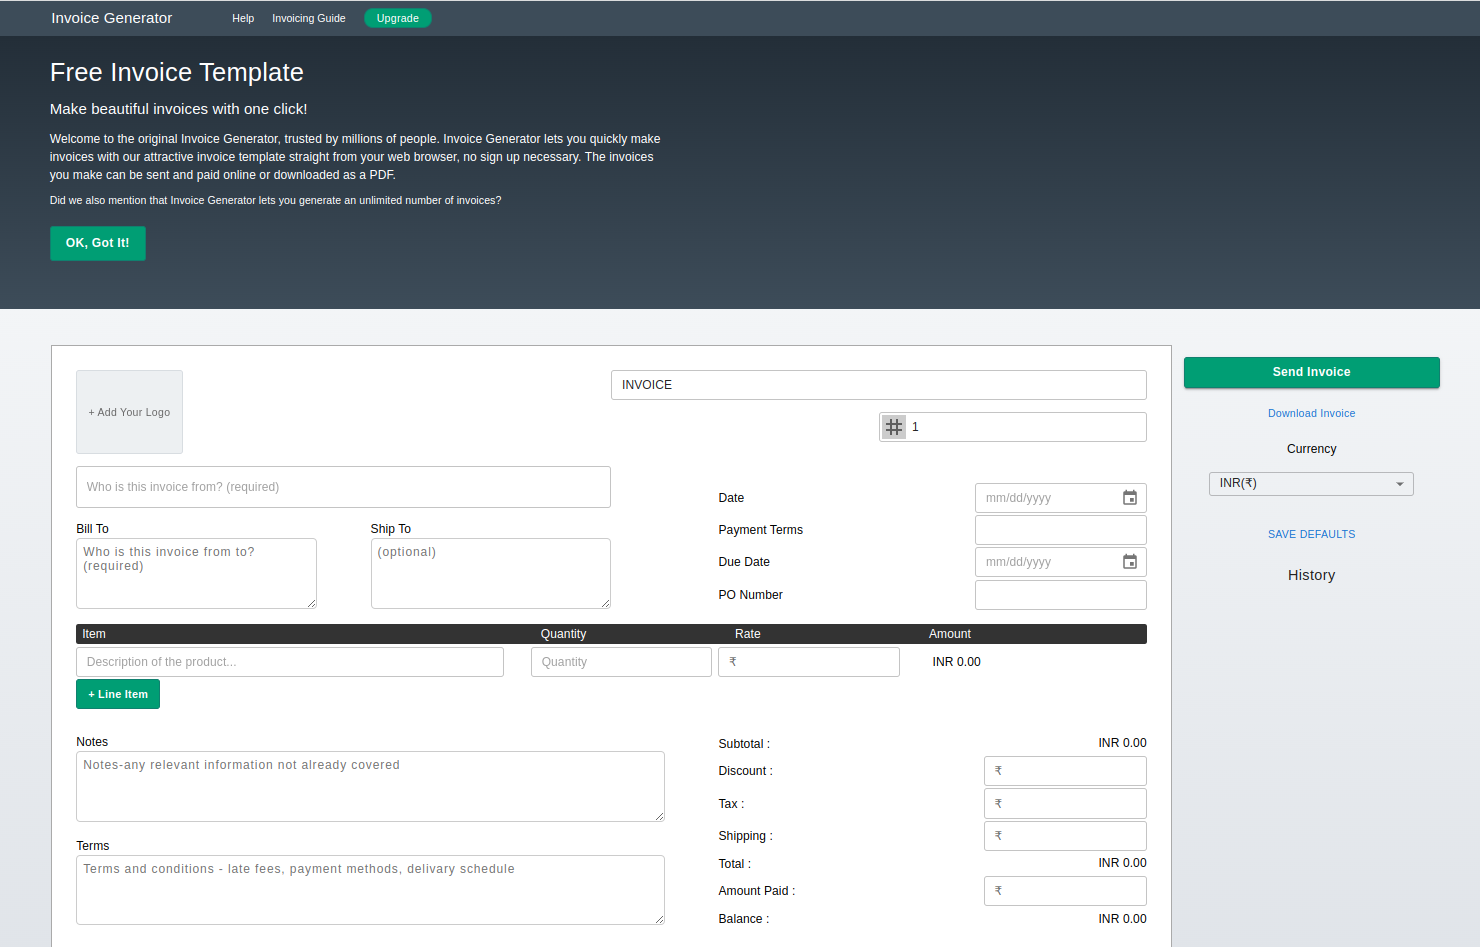 Invoice Generator
Help
Invoicing Guide
Upgrade
Free Invoice Template
Make beautiful invoices with one click!
Welcome to the original Invoice Generator, trusted by millions of people. Invoice Generator lets you quickly make
invoices with our attractive invoice template straight from your web browser, no sign up necessary. The invoices
you make can be sent and paid online or downloaded as a PDF.
Did we also mention that Invoice Generator lets you generate an unlimited number of invoices?
OK, Got It!
+ Add Your Logo
INVOICE
# 1
Who is this invoice from? (required)
Bill To
Who is this invoice from to?
(required)
Ship To
(optional)
Date
mm/dd/yyyy
Payment Terms
Due Date
mm/dd/yyyy
PO Number
Item
Quantity
Rate
Amount
Description of the product...
Quantity
₹
INR 0.00
+ Line Item
Notes
Notes-any relevant information not already covered
Terms
Terms and conditions - late fees, payment methods, delivary schedule
Subtotal :
INR 0.00
Discount :
₹
Tax :
₹
Shipping :
₹
Total :
INR 0.00
Amount Paid :
₹
Balance :
INR 0.00
Send Invoice
Download Invoice
Currency
INR(₹)
SAVE DEFAULTS
History